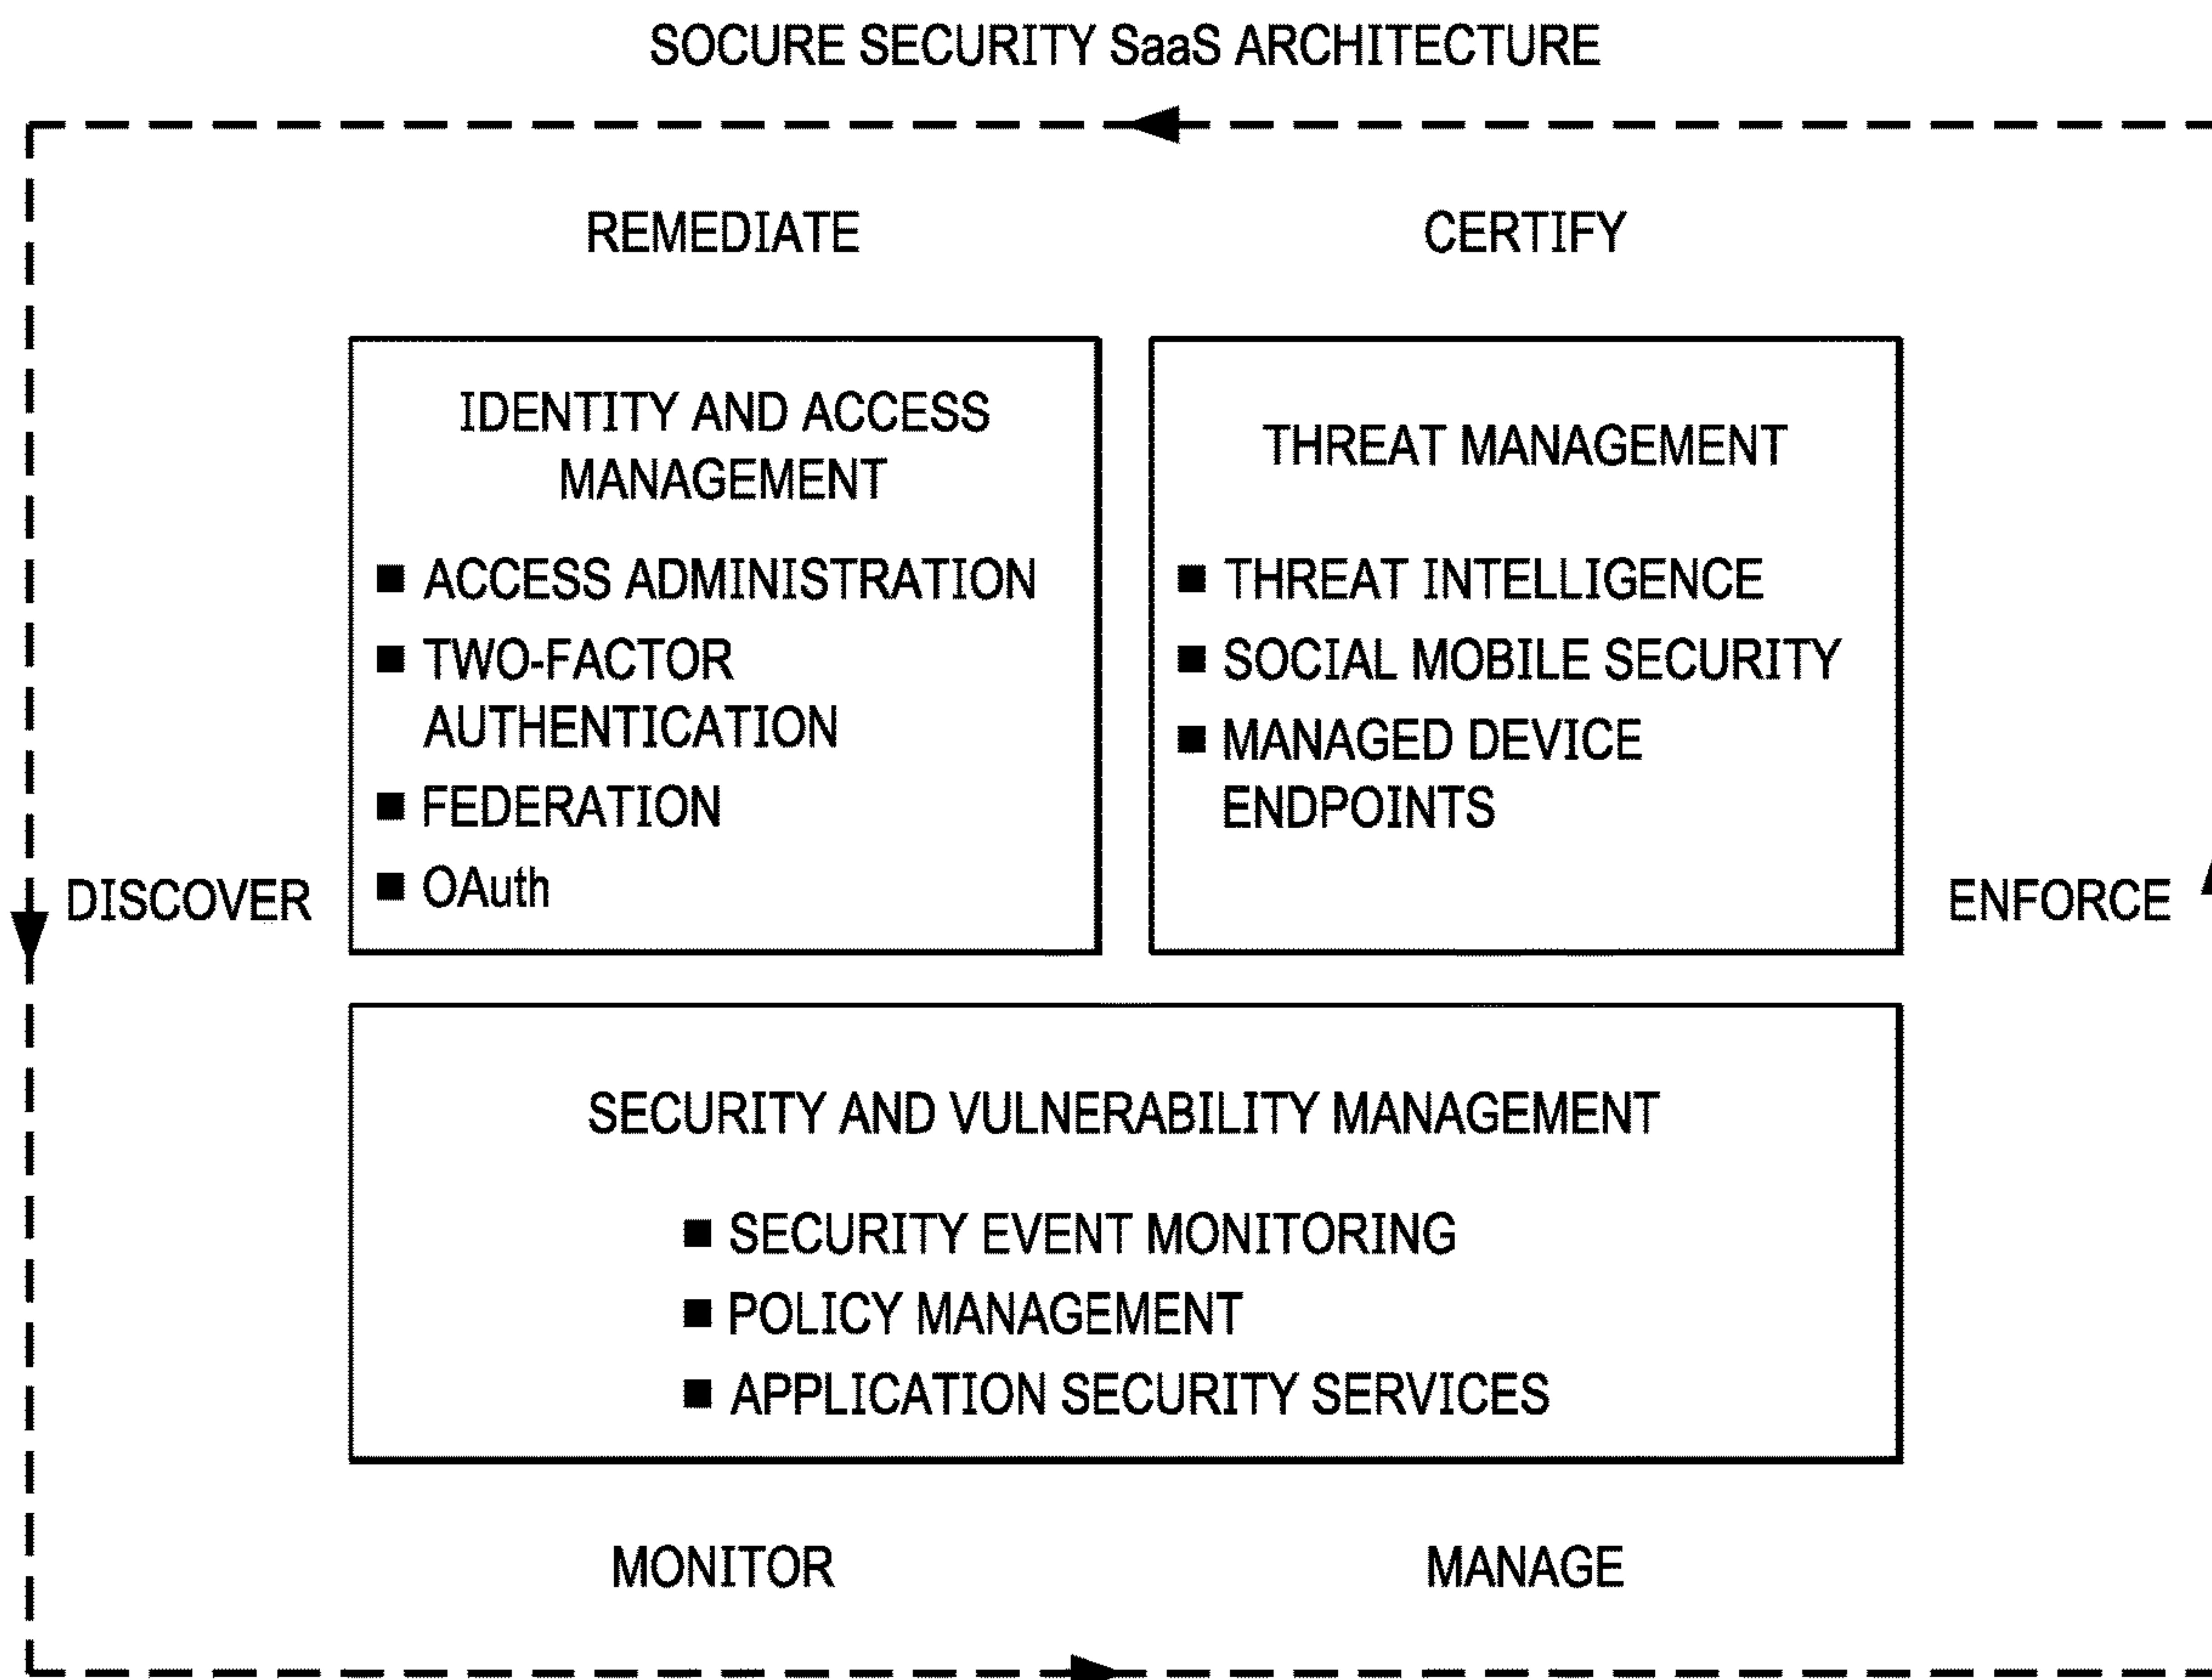 SOCURE SECURITY SaaS ARCHITECTURE
REMEDIATE
CERTIFY
IDENTITY AND ACCESS
MANAGEMENT
■ ACCESS ADMINISTRATION
■ TWO-FACTOR
AUTHENTICATION
■ FEDERATION
■ OAuth
THREAT MANAGEMENT
■ THREAT INTELLIGENCE
■ SOCIAL MOBILE SECURITY
■ MANAGED DEVICE
ENDPOINTS
DISCOVER
ENFORCE
SECURITY AND VULNERABILITY MANAGEMENT
■ SECURITY EVENT MONITORING
■ POLICY MANAGEMENT
■ APPLICATION SECURITY SERVICES
MONITOR
MANAGE